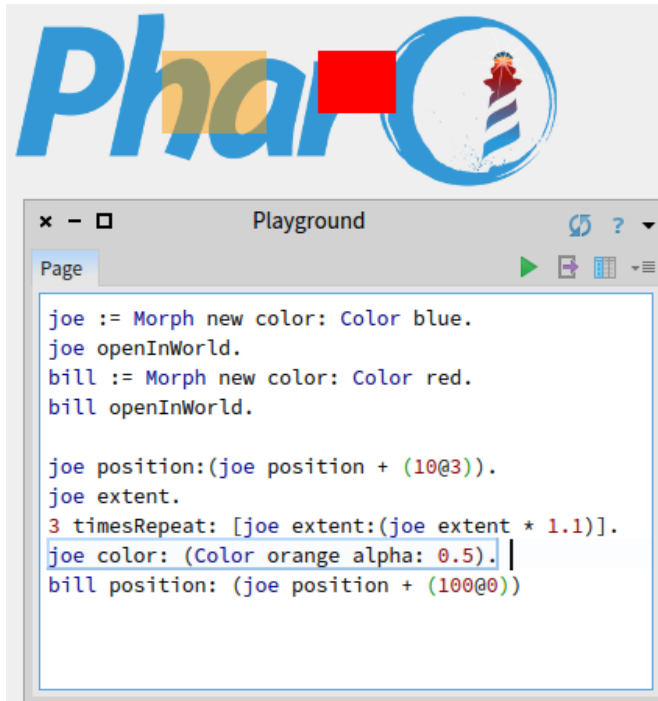 Pharo
Playground
?
Page
joe := Morph new color: Color blue.
joe openInWorld.
bill := Morph new color: Color red.
bill openInWorld.
joe position:(joe position + (10@3)).
joe extent.
3 timesRepeat: [joe extent:(joe extent * 1.1)].
joe color: (Color orange alpha: 0.5).
bill position: (joe position + (100@0))